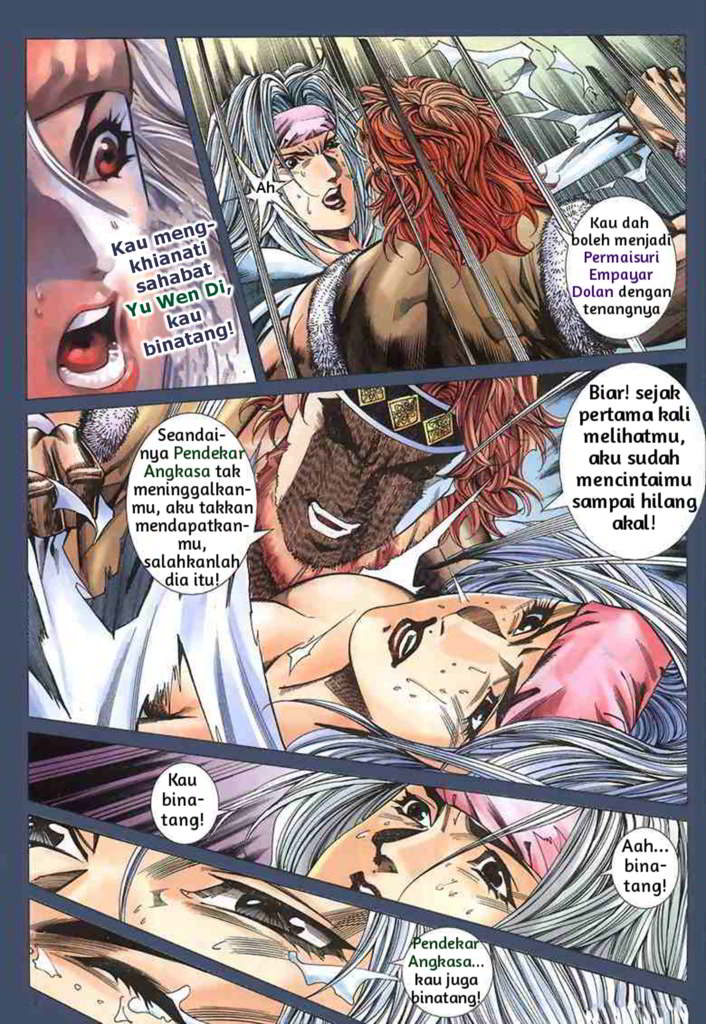 Kau meng-
khianati
sahabat
Yu Wen Di,
kau
binatang!
Ah
Kau dah
boleh menjadi
Permaisuri
Empayar
Dolan dengan
tenangnya
Biar! sejak
pertama kali
melihatmu,
aku sudah
mencintaimu
sampai hilang
akal!
Seandai-
nya Pendekar
Angkasa tak
meninggalkan-
mu, aku takkan
mendapatkan-
mu,
salahkanlah
dia itu!
Kau
bina-
tang!
Aah...
bina-
tang!
Pendekar
Angkasa...
kau juga
binatang!